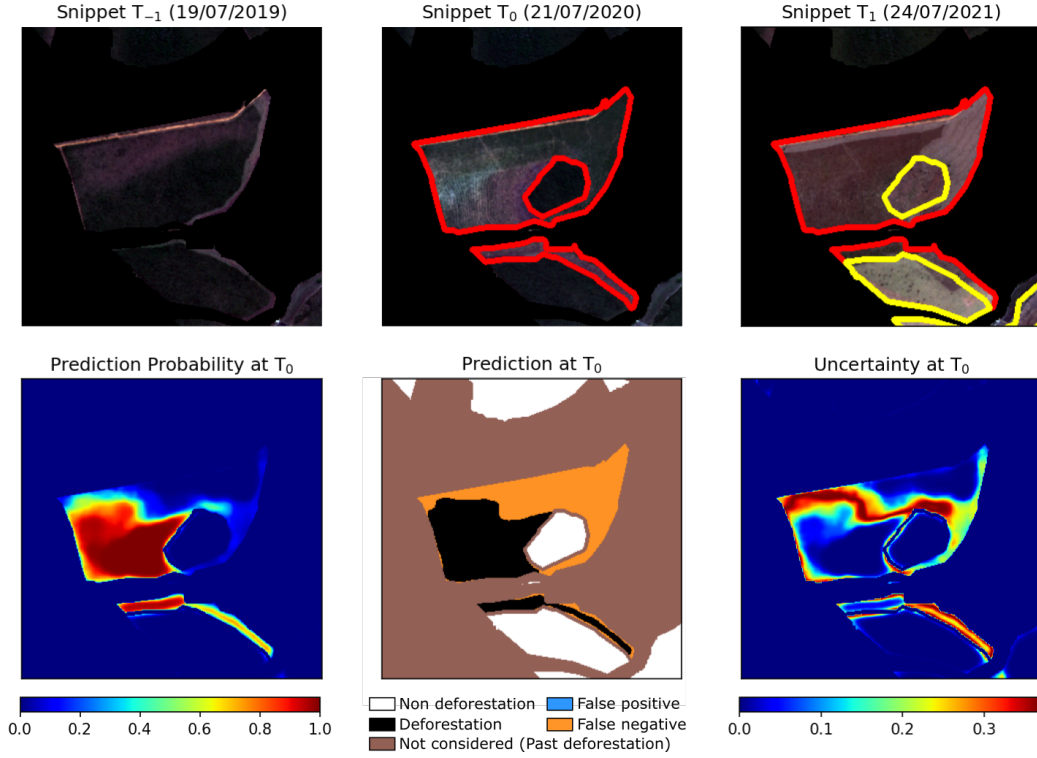 Snippet T₋₁ (19/07/2019)
Snippet T₀ (21/07/2020)
Snippet T₁ (24/07/2021)
Prediction Probability at T₀
Prediction at T₀
Uncertainty at T₀
0.0 0.2 0.4 0.6 0.8 1.0
Non deforestation
False positive
Deforestation
False negative
Not considered (Past deforestation)
0.0 0.1 0.2 0.3